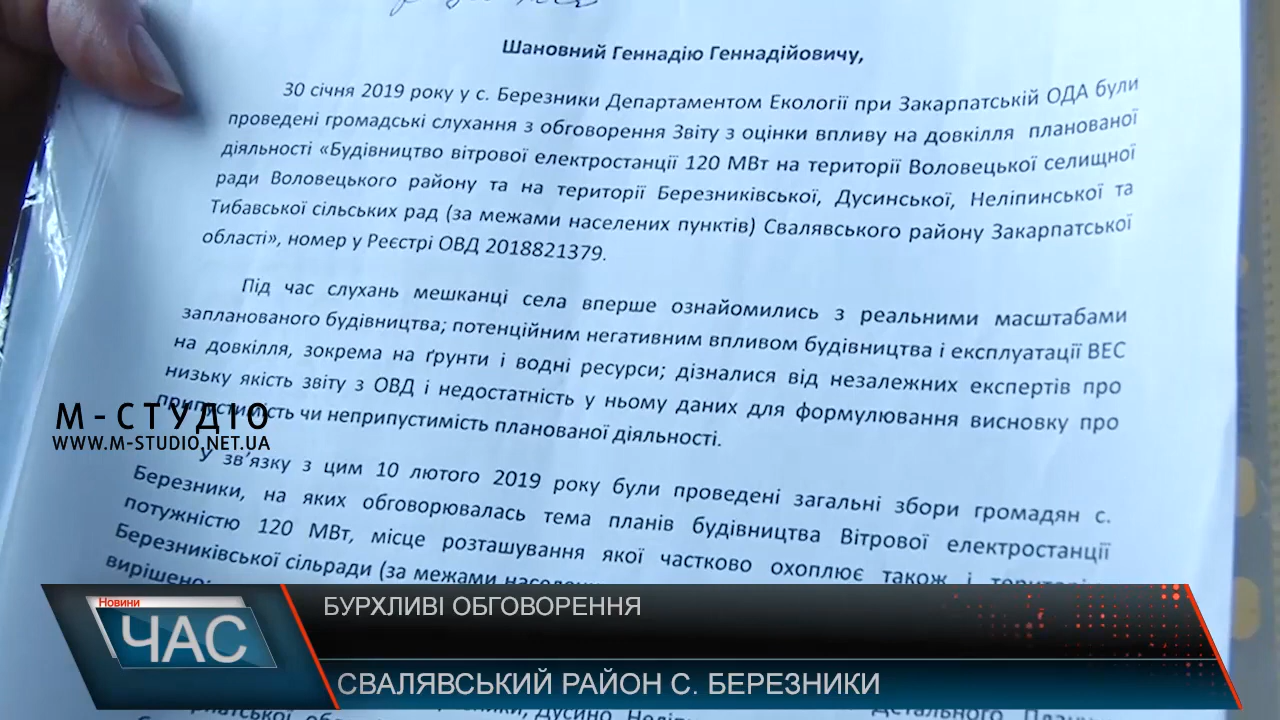 Шановний Геннадію Геннадійовичу,
30 січня 2019 року у с. Березники Департаментом Екології при Закарпатській ОДА були
проведені громадські слухання з обговорення Звіту з оцінки впливу на довкілля планованої
діяльності «Будівництво вітрової електростанції 120 МВт на території Воловецької селищної
ради Воловецького району та на території Березниківської, Дусинської, Неліпинської та
Тибавської сільських рад (за межами населених пунктів) Свалявського району Закарпатської
області», номер у Реєстрі ОВД 2018821379.
Під час слухань мешканці села вперше ознайомились з реальними масштабами
запланованого будівництва; потенційним негативним впливом будівництва і експлуатації ВЕС
на довкілля, зокрема на ґрунти і водні ресурси; дізналися від незалежних експертів про
низьку якість звіту з ОВД і недостатність у ньому даних для формулювання висновку про
припустимість чи неприпустимість планованої діяльності.
М-СТУДІО
WWW.M-STUDIO.NET.UA
У зв’язку з цим 10 лютого 2019 року були проведені загальні збори громадян с.
Березники, на яких обговорювалась тема планів будівництва Вітрової електростанції
потужністю 120 МВт, місце розташування якої частково охоплює також і
Березниківської сільради (за межами
вирішено:
Новини
ЧАС
БУРХЛИВІ ОБГОВОРЕННЯ
СВАЛЯВСЬКИЙ РАЙОН С. БЕРЕЗНИКИ